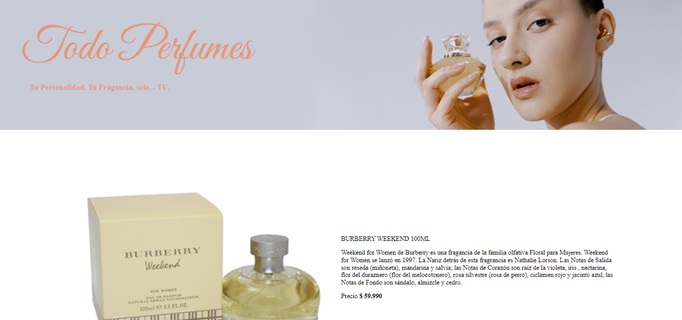 Todo Perfumes
Tu Personalidad, Tu Fragancia, solo... TU.
BURBERRY
Weekend
FOR WOMEN
EAU DE PARFUM
NATURAL SPRAY VAPORISATEUR
100ml e 3.3 FL.OZ
BURBERRY WEEKEND 100ML
Weekend for Women de Burberry es una fragancia de la familia olfativa Floral para Mujeres. Weekend
for Women se lanzó en 1997. La Nariz detrás de esta fragrancia es Nathalie Lorson. Las Notas de Salida
son reseda (miñoneta), mandarina y salvia; las Notas de Corazón son raíz de la violeta, iris , nectarina,
flor del duraznero (flor del melocotonero), rosa silvestre (rosa de perro), ciclamen rojo y jacinto azul; las
Notas de Fondo son sándalo, almizcle y cedro.
Precio $ 59.990